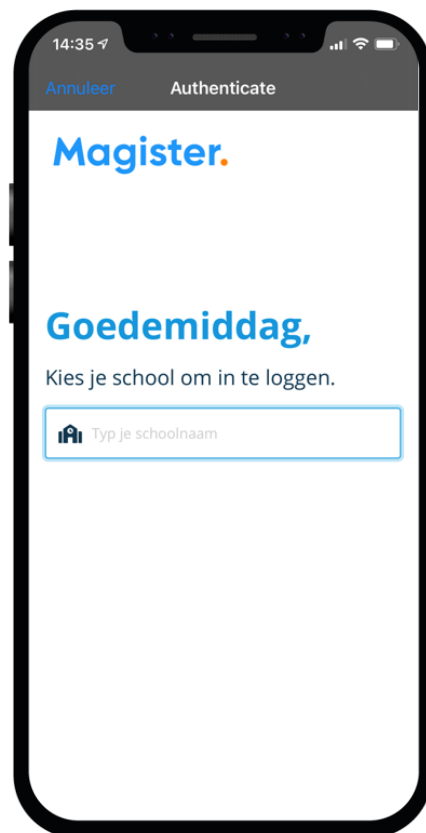 14:35
Annuleer Authenticate
Magister.
Goedemiddag,
Kies je school om in te loggen.
Typ je schoolnaam